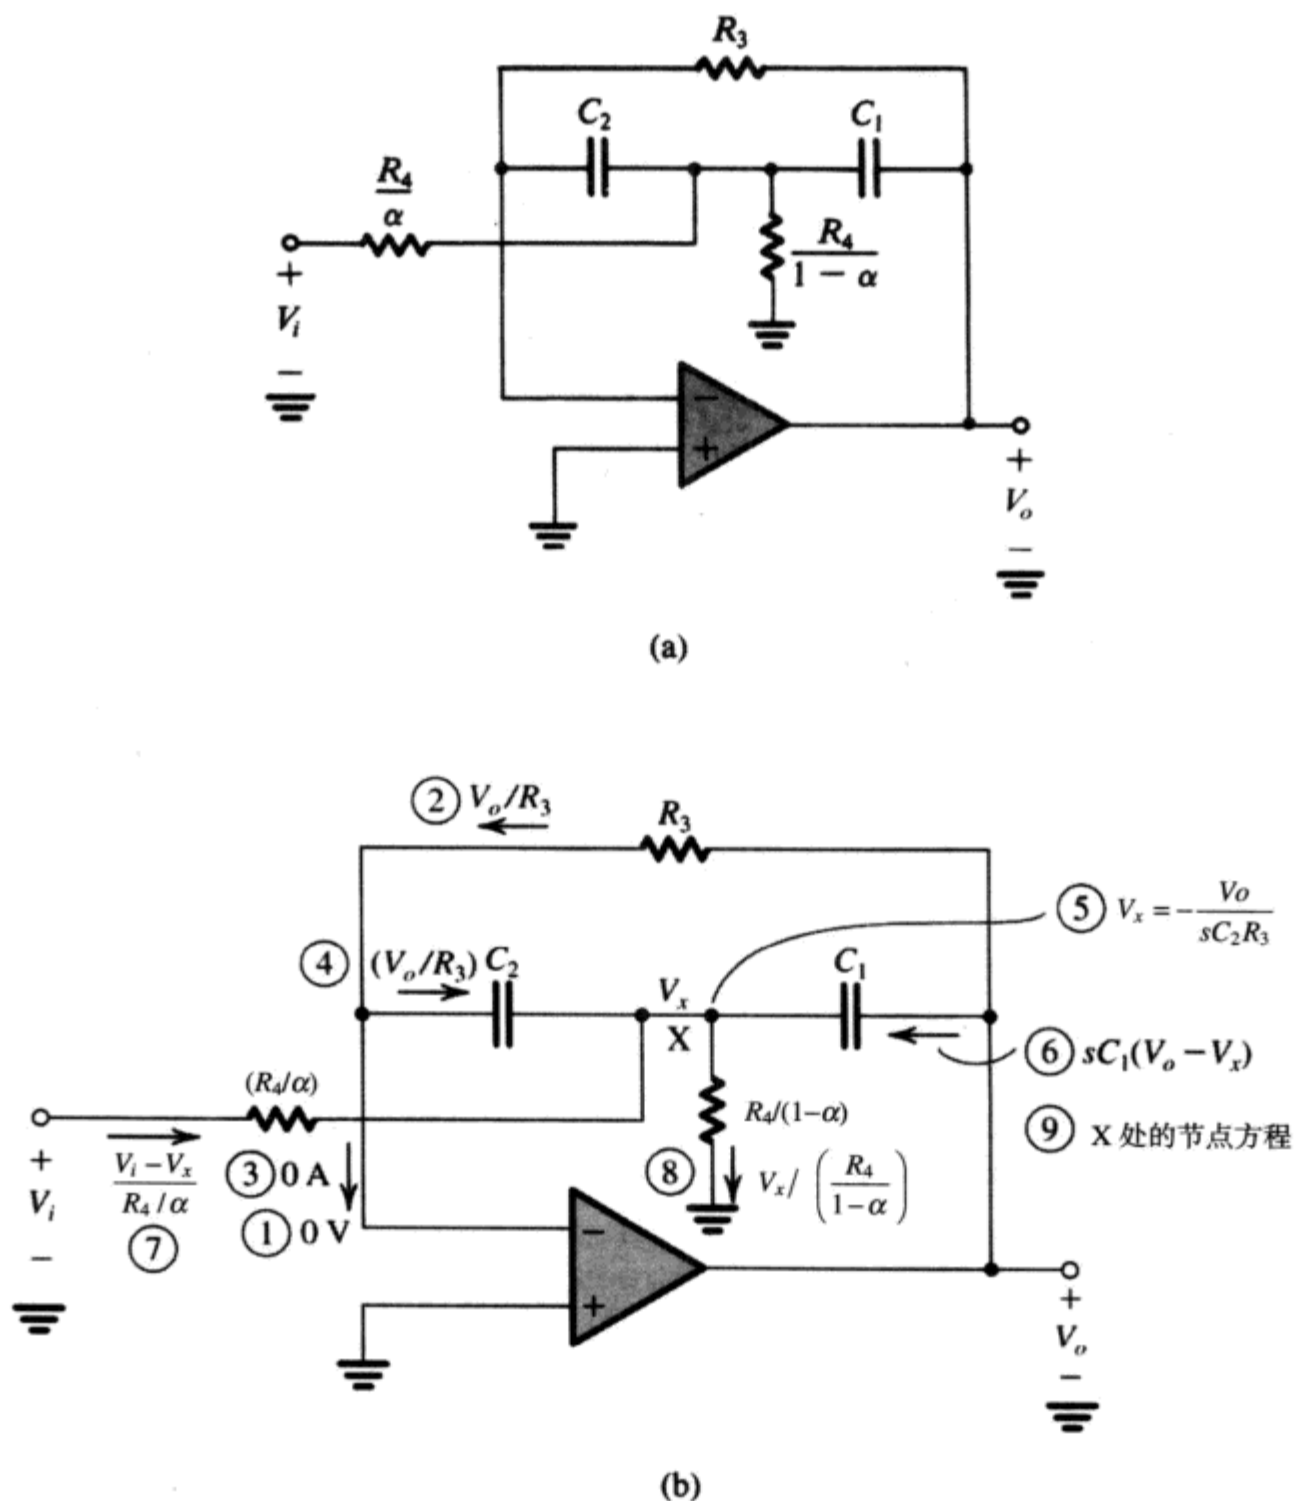 R₃
C₂
C₁
R₄/α
R₄/(1 − α)
+
Vᵢ
−
−
+
+
Vₒ
−
(a)
② Vₒ/R₃
R₃
⑤ Vₓ = −Vo/(sC₂R₃)
④ (Vₒ/R₃) C₂
Vₓ
C₁
X
⑥ sC₁(Vₒ − Vₓ)
(R₄/α)
R₄/(1−α)
⑨ X 处的节点方程
+
Vᵢ
−
(Vᵢ − Vₓ)/(R₄/α)
⑦
③ 0 A
① 0 V
⑧ Vₓ/(R₄/(1−α))
−
+
+
Vₒ
−
(b)